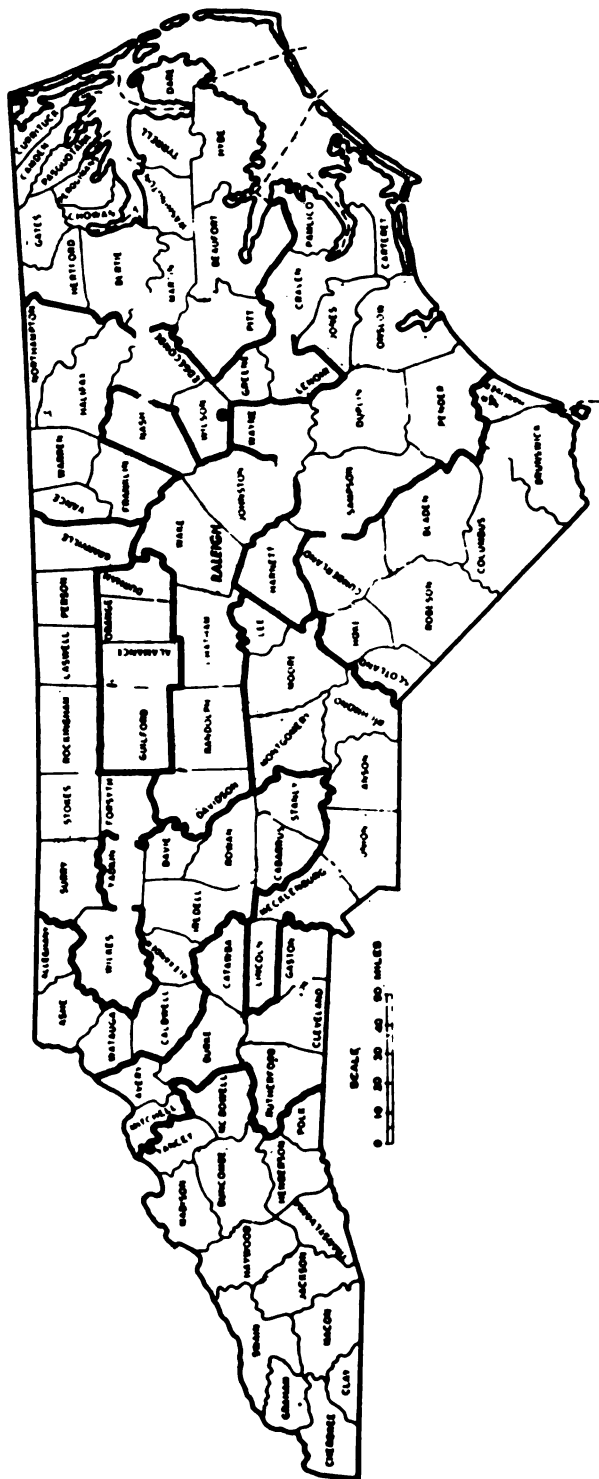 CURRITUCK
CAMDEN
PASQUOTANK
GATES
HERTFORD
BERTIE
MARTIN
TYRRELL
DARE
HYDE
BEAUFORT
PAMLICO
CRAVEN
CARTERET
JONES
ONSLOW
PITT
GREENE
LENOIR
EDGECOMBE
NORTHAMPTON
HALIFAX
NASH
WILSON
WAYNE
DUPLIN
PENDER
BRUNSWICK
WARREN
VANCE
FRANKLIN
GRANVILLE
WAKE
RALEIGH
JOHNSTON
SAMPSON
HARNETT
CUMBERLAND
BLADEN
COLUMBUS
ROBESON
PERSON
DURHAM
ORANGE
CHATHAM
LEE
HOKE
SCOTLAND
CASWELL
ALAMANCE
MOORE
ROCKINGHAM
GUILFORD
RANDOLPH
MONTGOMERY
RICHMOND
ANSON
STOKES
FORSYTH
DAVIDSON
STANLY
UNION
SURRY
YADKIN
DAVIE
ROWAN
CABARRUS
MECKLENBURG
ALLEGHANY
WILKES
IREDELL
ALEXANDER
CATAWBA
LINCOLN
GASTON
ASHE
WATAUGA
CALDWELL
BURKE
CLEVELAND
AVERY
MITCHELL
YANCEY
MCDOWELL
RUTHERFORD
POLK
MADISON
BUNCOMBE
HENDERSON
HAYWOOD
TRANSYLVANIA
JACKSON
SWAIN
MACON
GRAHAM
CLAY
CHEROKEE
SCALE
0 10 20 30 40 50 MILES